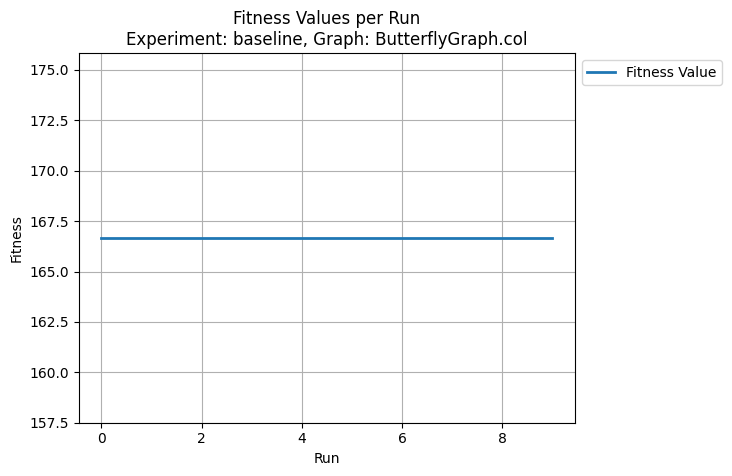 Fitness Values per Run
Experiment: baseline, Graph: ButterflyGraph.col
Fitness Value
175.0
172.5
170.0
167.5
165.0
162.5
160.0
157.5
Fitness
0 2 4 6 8
Run